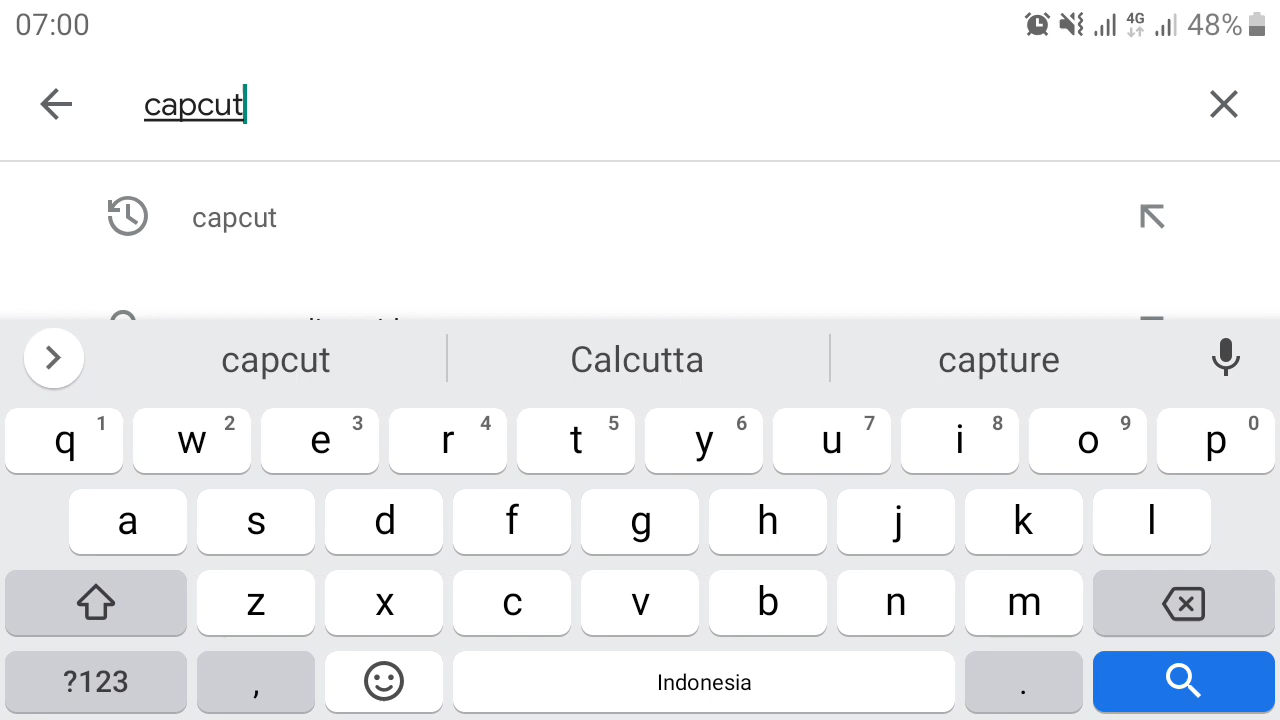 07:00 4G 48%
capcut
capcut
capcut Calcutta capture
q 1 w 2 e 3 r 4 t 5 y 6 u 7 i 8 o 9 p 0
a s d f g h j k l
z x c v b n m
?123 , Indonesia .